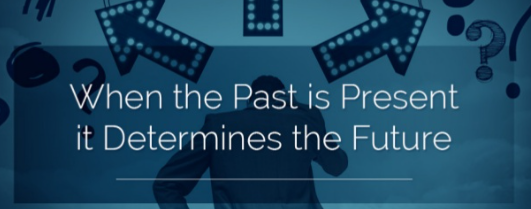 When the Past is Present
it Determines the Future